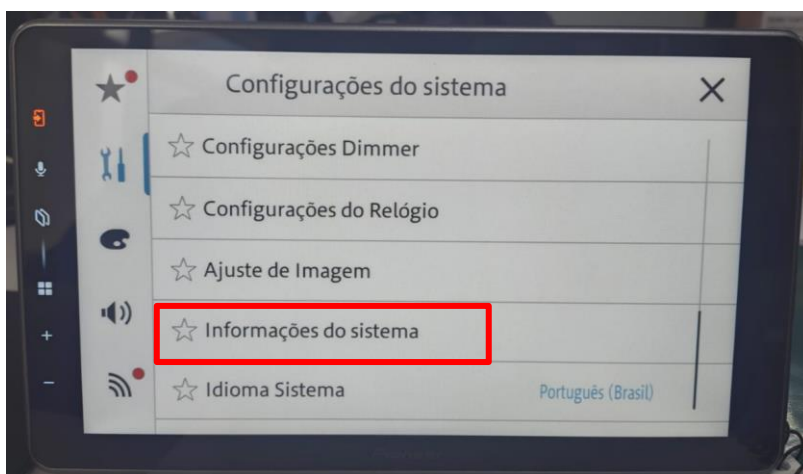 Configurações do sistema
Configurações Dimmer
Configurações do Relógio
Ajuste de Imagem
Informações do sistema
Idioma Sistema
Português (Brasil)